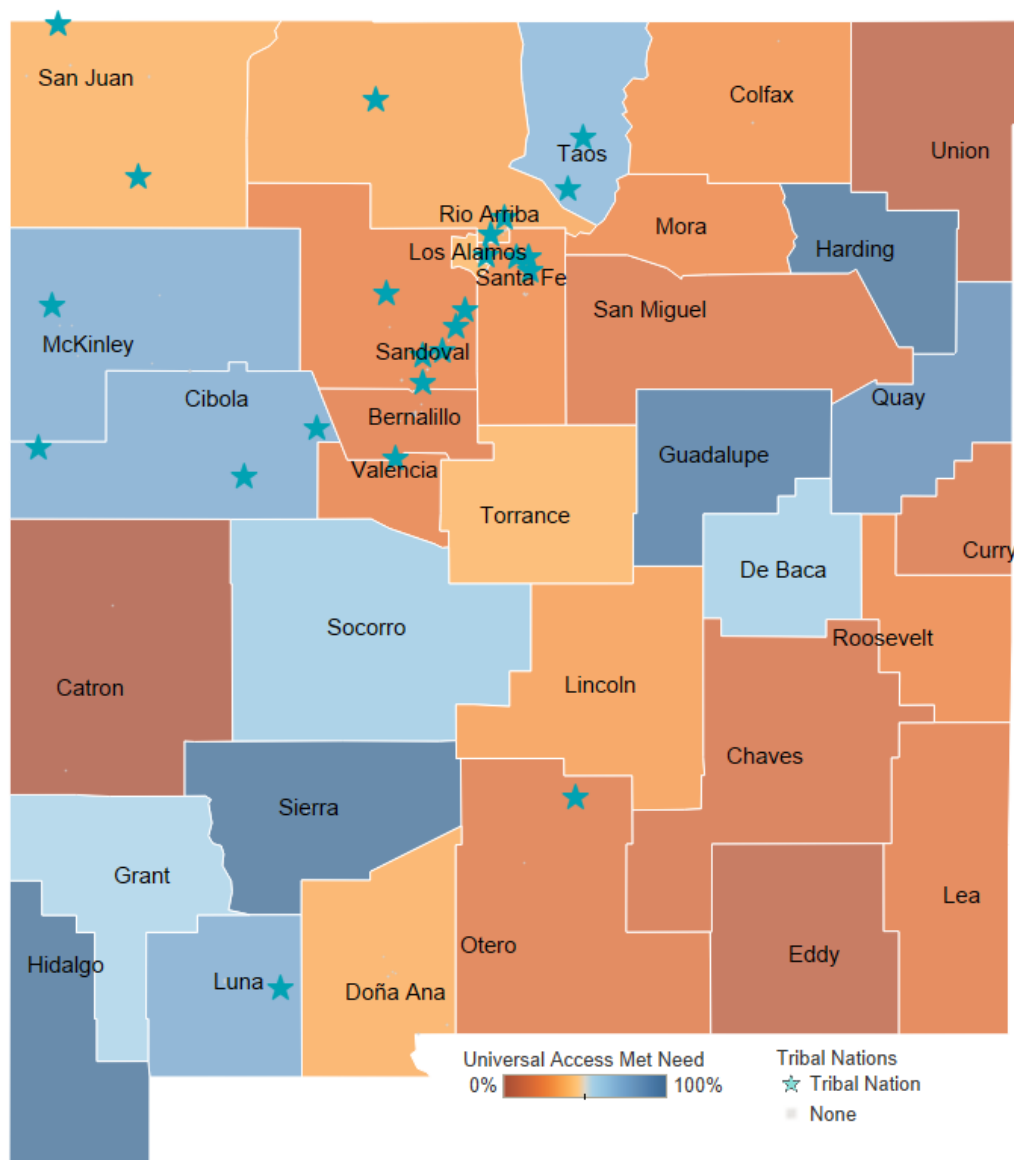 San Juan
Colfax
Union
Taos
Rio Arriba
Mora
Harding
Los Alamos
Santa Fe
San Miguel
McKinley
Sandoval
Cibola
Quay
Bernalillo
Guadalupe
Valencia
Torrance
Curry
De Baca
Socorro
Roosevelt
Catron
Lincoln
Chaves
Sierra
Grant
Lea
Otero
Eddy
Hidalgo
Luna
Doña Ana
Universal Access Met Need
0% 100%
Tribal Nations
Tribal Nation
None